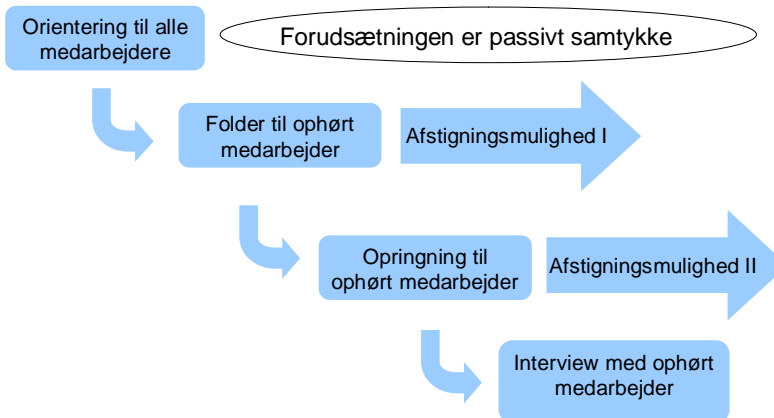 Orientering til alle
medarbejdere
Forudsætningen er passivt samtykke
Folder til ophørt
medarbejder
Afstigningsmulighed I
Opringning til
ophørt medarbejder
Afstigningsmulighed II
Interview med ophørt
medarbejder